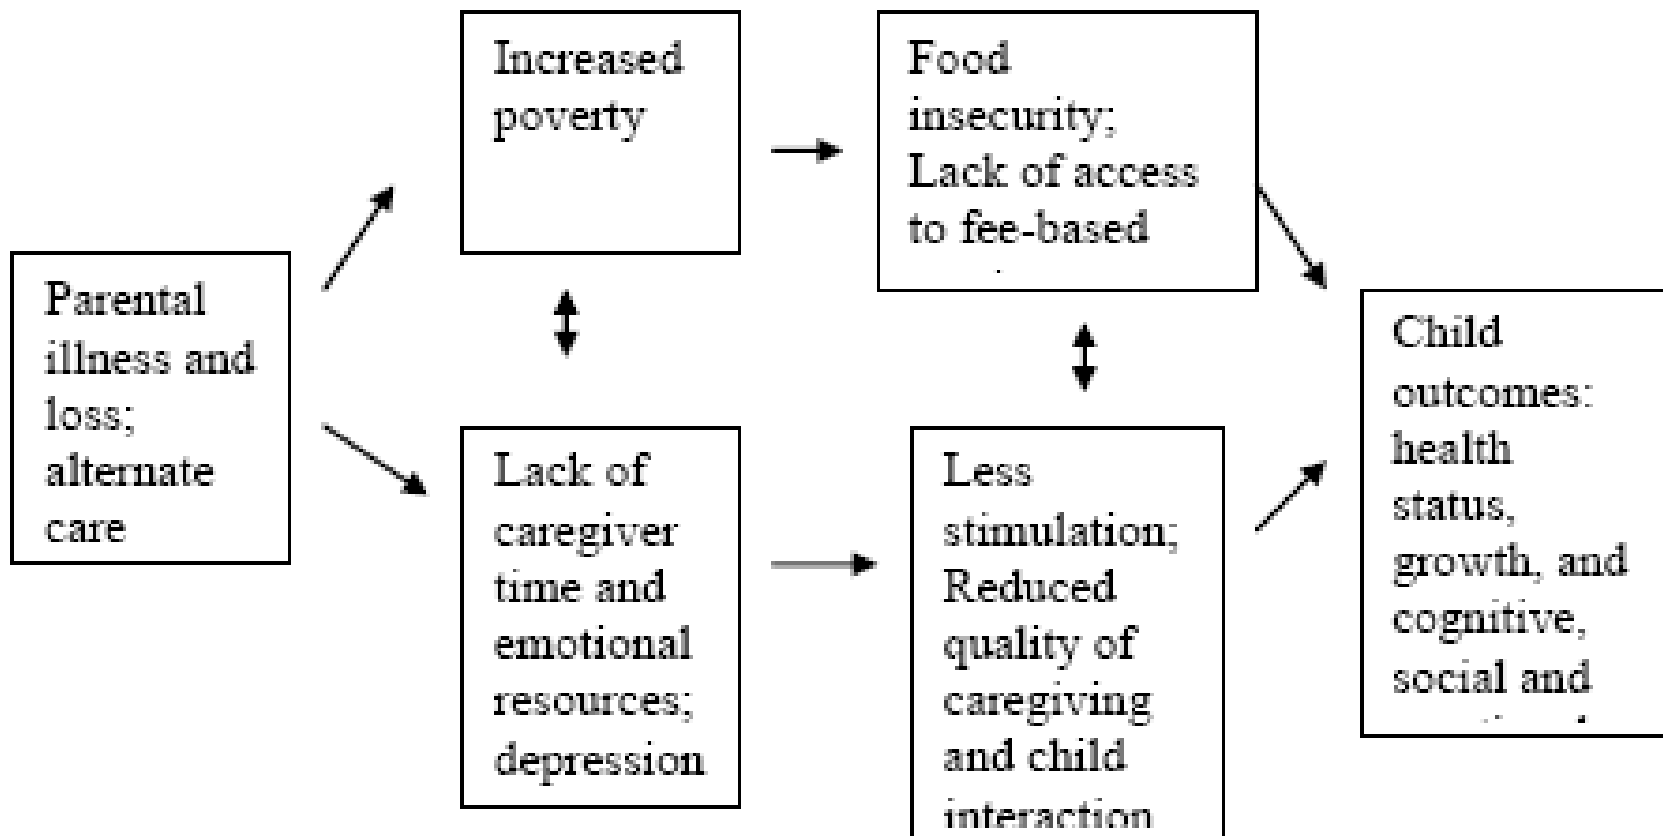 Increased
poverty
Food
insecurity;
Lack of access
to fee-based
Parental
illness and
loss;
alternate
care
Lack of
caregiver
time and
emotional
resources;
depression
Less
stimulation;
Reduced
quality of
caregiving
and child
interaction
Child
outcomes:
health
status,
growth, and
cognitive,
social and